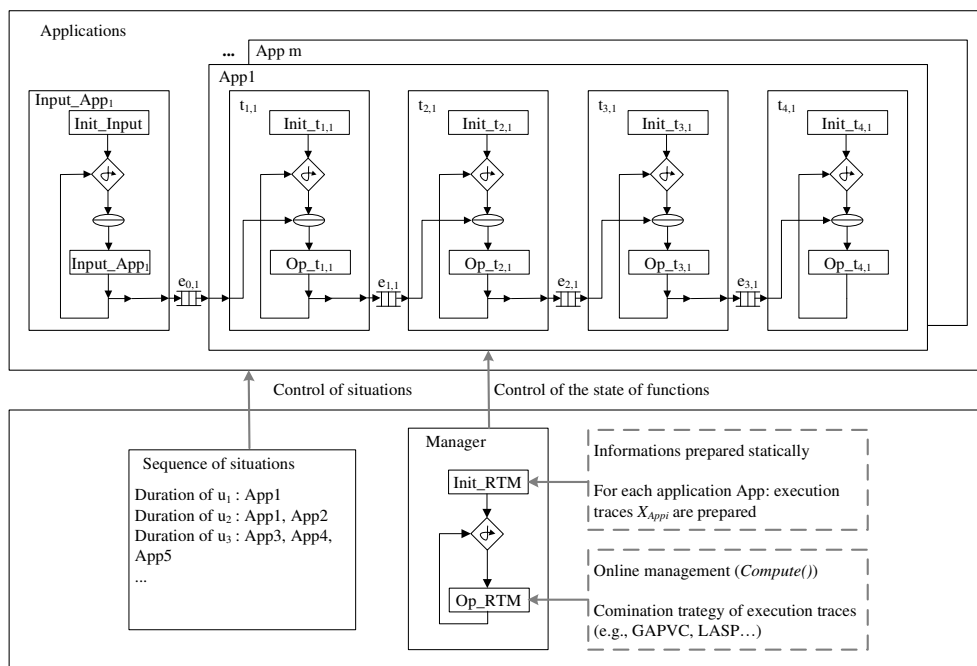 Applications
... App m
App1
Input_App1
t1,1
t2,1
t3,1
t4,1
Init_Input
Init_t1,1
Init_t2,1
Init_t3,1
Init_t4,1
Input_App1
Op_t1,1
Op_t2,1
Op_t3,1
Op_t4,1
e0,1
e1,1
e2,1
e3,1
Control of situations
Control of the state of functions
Sequence of situations
Duration of u1 : App1
Duration of u2 : App1, App2
Duration of u3 : App3, App4,
App5
...
Manager
Init_RTM
Op_RTM
Informations prepared statically
For each application App: execution
traces XAppi are prepared
Online management (Compute())
Comination trategy of execution traces
(e.g., GAPVC, LASP…)